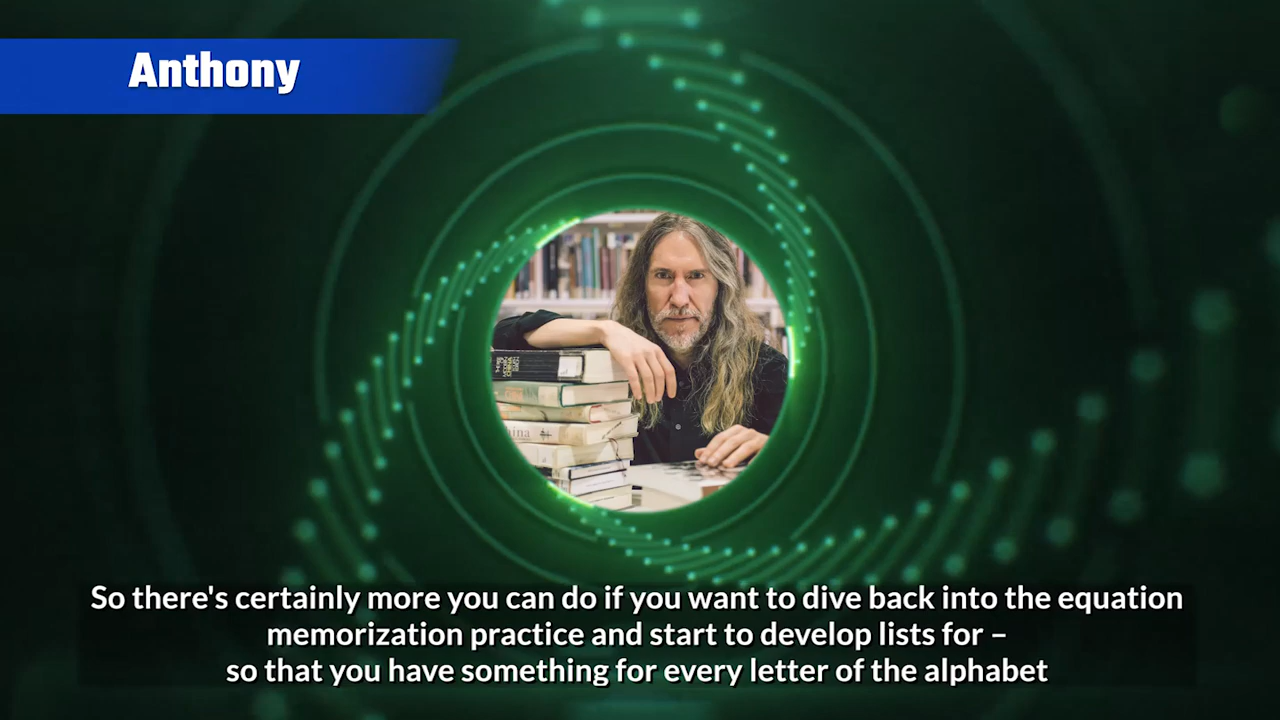 Anthony
So there's certainly more you can do if you want to dive back into the equation
memorization practice and start to develop lists for –
so that you have something for every letter of the alphabet